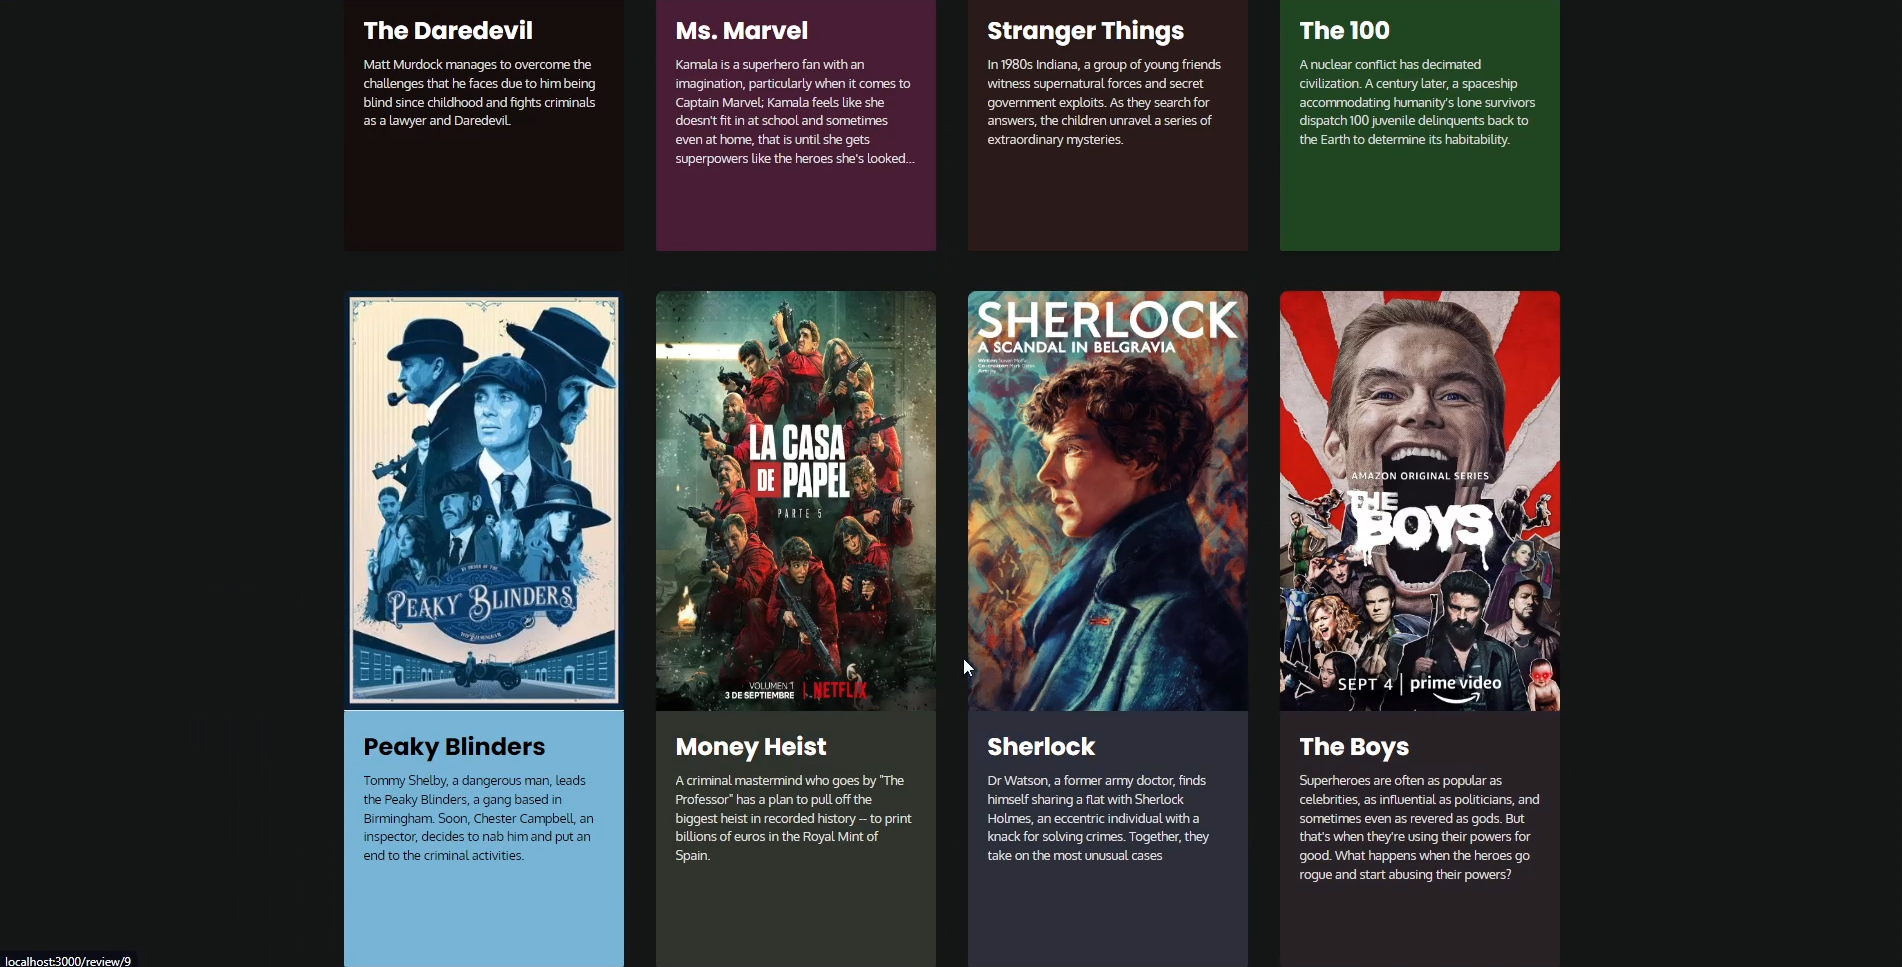 The Daredevil
Matt Murdock manages to overcome the
challenges that he faces due to him being
blind since childhood and fights criminals
as a lawyer and Daredevil.
Ms. Marvel
Kamala is a superhero fan with an
imagination, particularly when it comes to
Captain Marvel; Kamala feels like she
doesn't fit in at school and sometimes
even at home, that is until she gets
superpowers like the heroes she's looked...
Stranger Things
In 1980s Indiana, a group of young friends
witness supernatural forces and secret
government exploits. As they search for
answers, the children unravel a series of
extraordinary mysteries.
The 100
A nuclear conflict has decimated
civilization. A century later, a spaceship
accommodating humanity's lone survivors
dispatch 100 juvenile delinquents back to
the Earth to determine its habitability.
BY ORDER OF THE
PEAKY BLINDERS
Peaky Blinders
Tommy Shelby, a dangerous man, leads
the Peaky Blinders, a gang based in
Birmingham. Soon, Chester Campbell, an
inspector, decides to nab him and put an
end to the criminal activities.
LA CASA
DE PAPEL
PARTE 5
VOLUMEN 1
3 DE SEPTIEMBRE
NETFLIX
Money Heist
A criminal mastermind who goes by "The
Professor" has a plan to pull off the
biggest heist in recorded history -- to print
billions of euros in the Royal Mint of
Spain.
SHERLOCK
A SCANDAL IN BELGRAVIA
Sherlock
Dr Watson, a former army doctor, finds
himself sharing a flat with Sherlock
Holmes, an eccentric individual with a
knack for solving crimes. Together, they
take on the most unusual cases
AMAZON ORIGINAL SERIES
THE
BOYS
SEPT 4 | prime video
The Boys
Superheroes are often as popular as
celebrities, as influential as politicians, and
sometimes even as revered as gods. But
that's when they're using their powers for
good. What happens when the heroes go
rogue and start abusing their powers?
localhost:3000/review/9